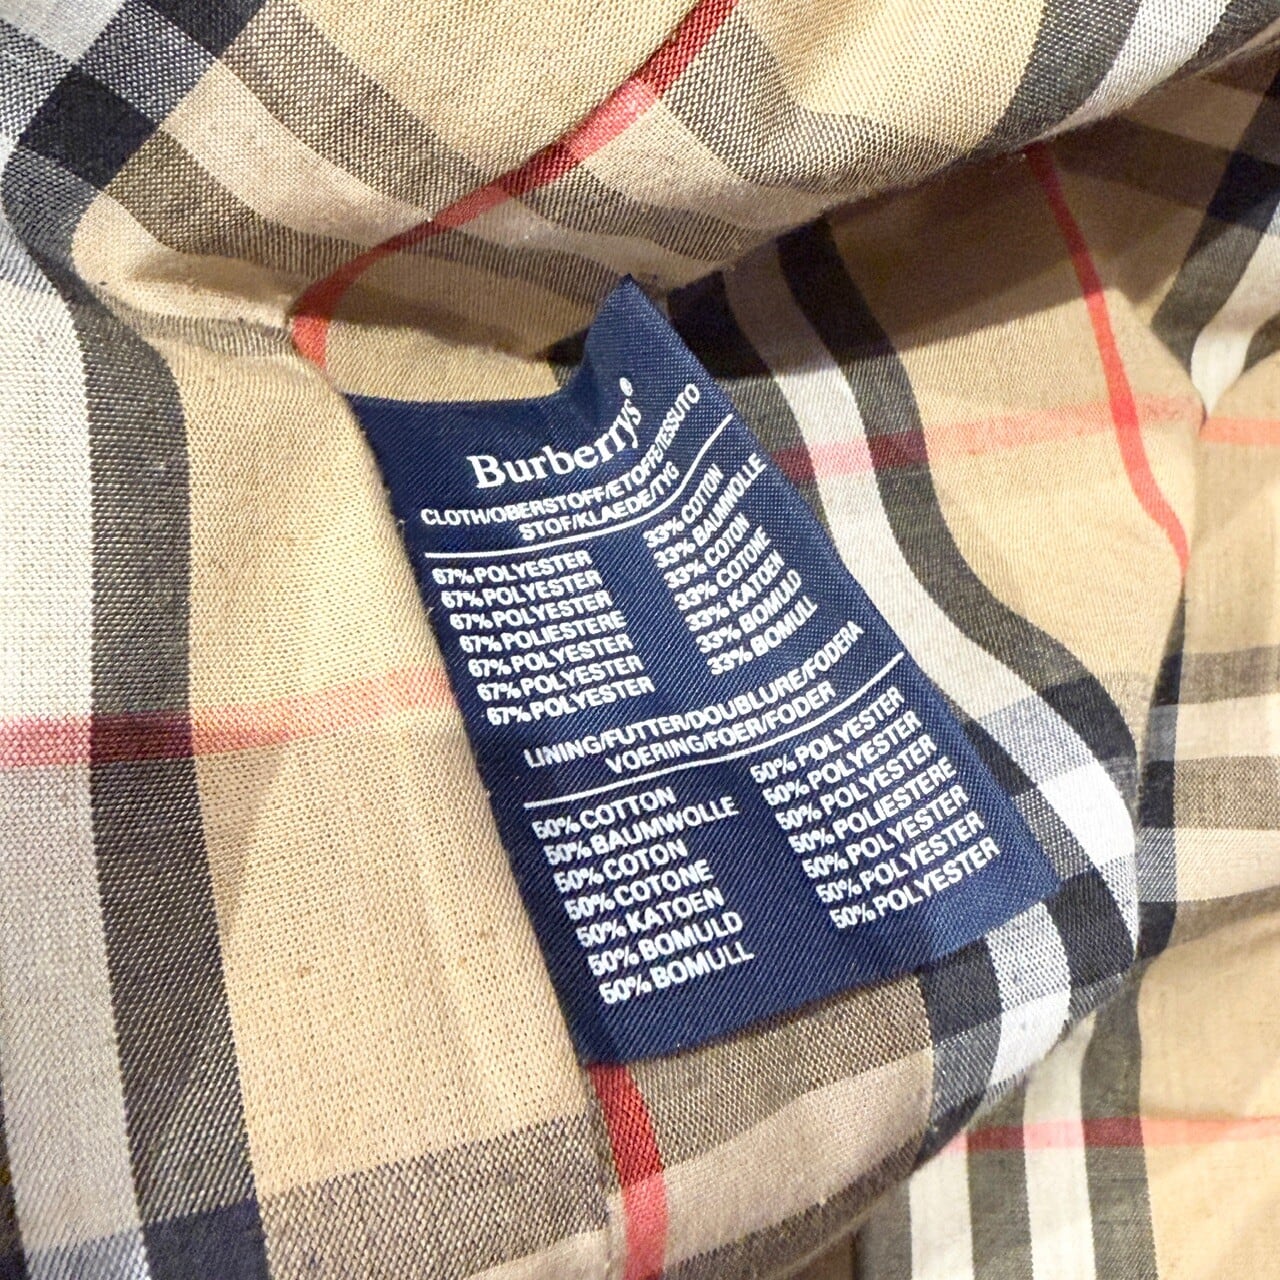 Burberrys®
CLOTH/OBERSTOFF/ETOFFE/TESSUTO
STOF/KLAEDE/TYG
67% POLYESTER 33% COTTON
67% POLYESTER 33% BAUMWOLLE
67% POLYESTER 33% COTON
67% POLIESTERE 33% COTONE
67% POLYESTER 33% KATOEN
67% POLYESTER 33% BOMULD
67% POLYESTER 33% BOMULL
LINING/FUTTER/DOUBLURE/FODERA
VOERING/FOER/FODER
50% COTTON 50% POLYESTER
50% BAUMWOLLE 50% POLYESTER
50% COTON 50% POLYESTER
50% COTONE 50% POLIESTERE
50% KATOEN 50% POLYESTER
50% BOMULD 50% POLYESTER
50% BOMULL 50% POLYESTER